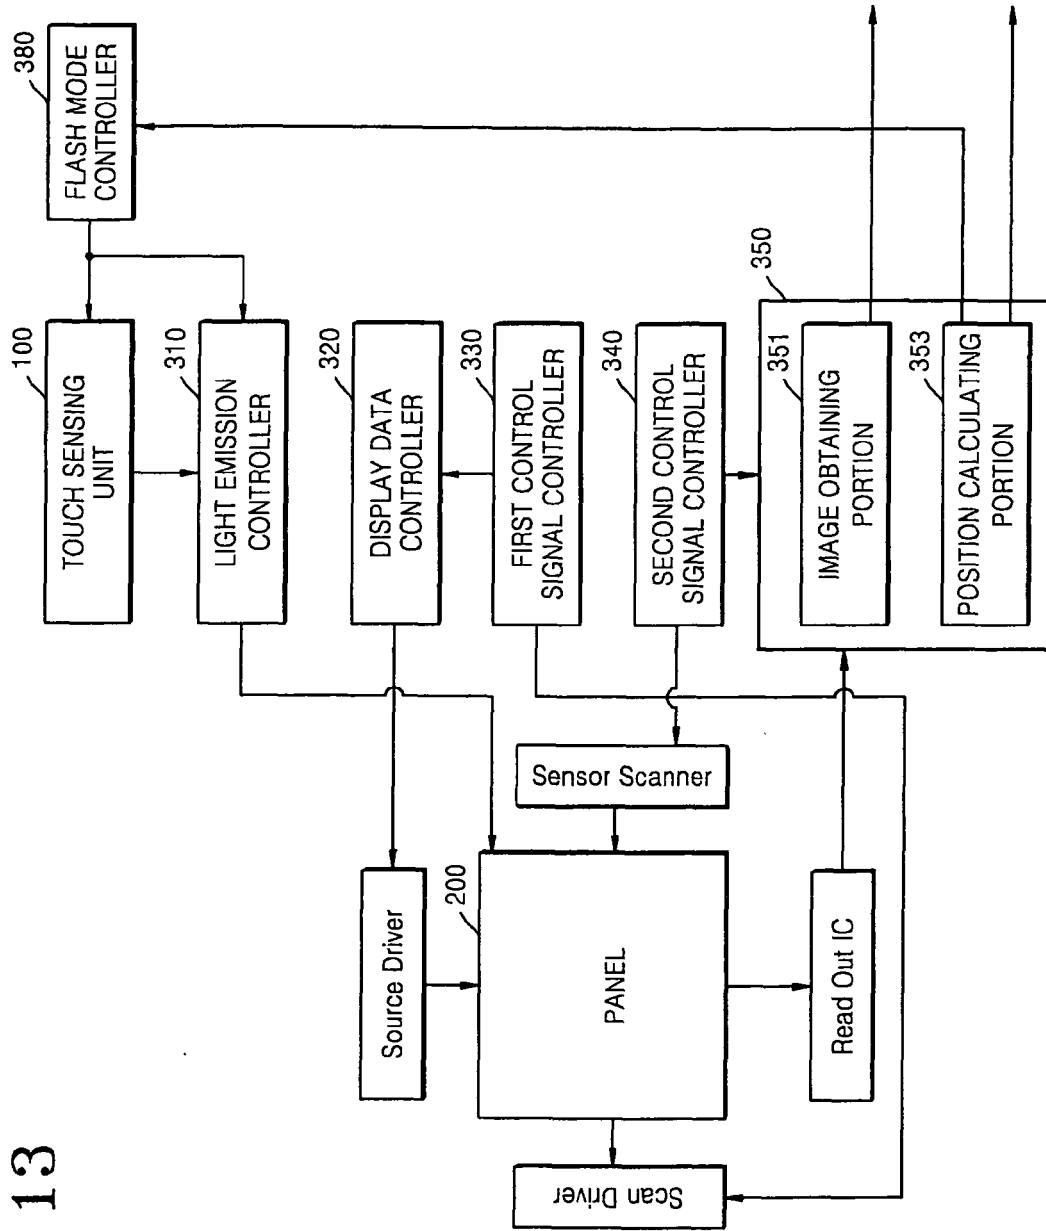 13
380
FLASH MODE
CONTROLLER
100
TOUCH SENSING
UNIT
310
LIGHT EMISSION
CONTROLLER
320
DISPLAY DATA
CONTROLLER
330
FIRST CONTROL
SIGNAL CONTROLLER
340
SECOND CONTROL
SIGNAL CONTROLLER
350
351
IMAGE OBTAINING
PORTION
353
POSITION CALCULATING
PORTION
Sensor Scanner
Source Driver
200
PANEL
Read Out IC
Scan Driver